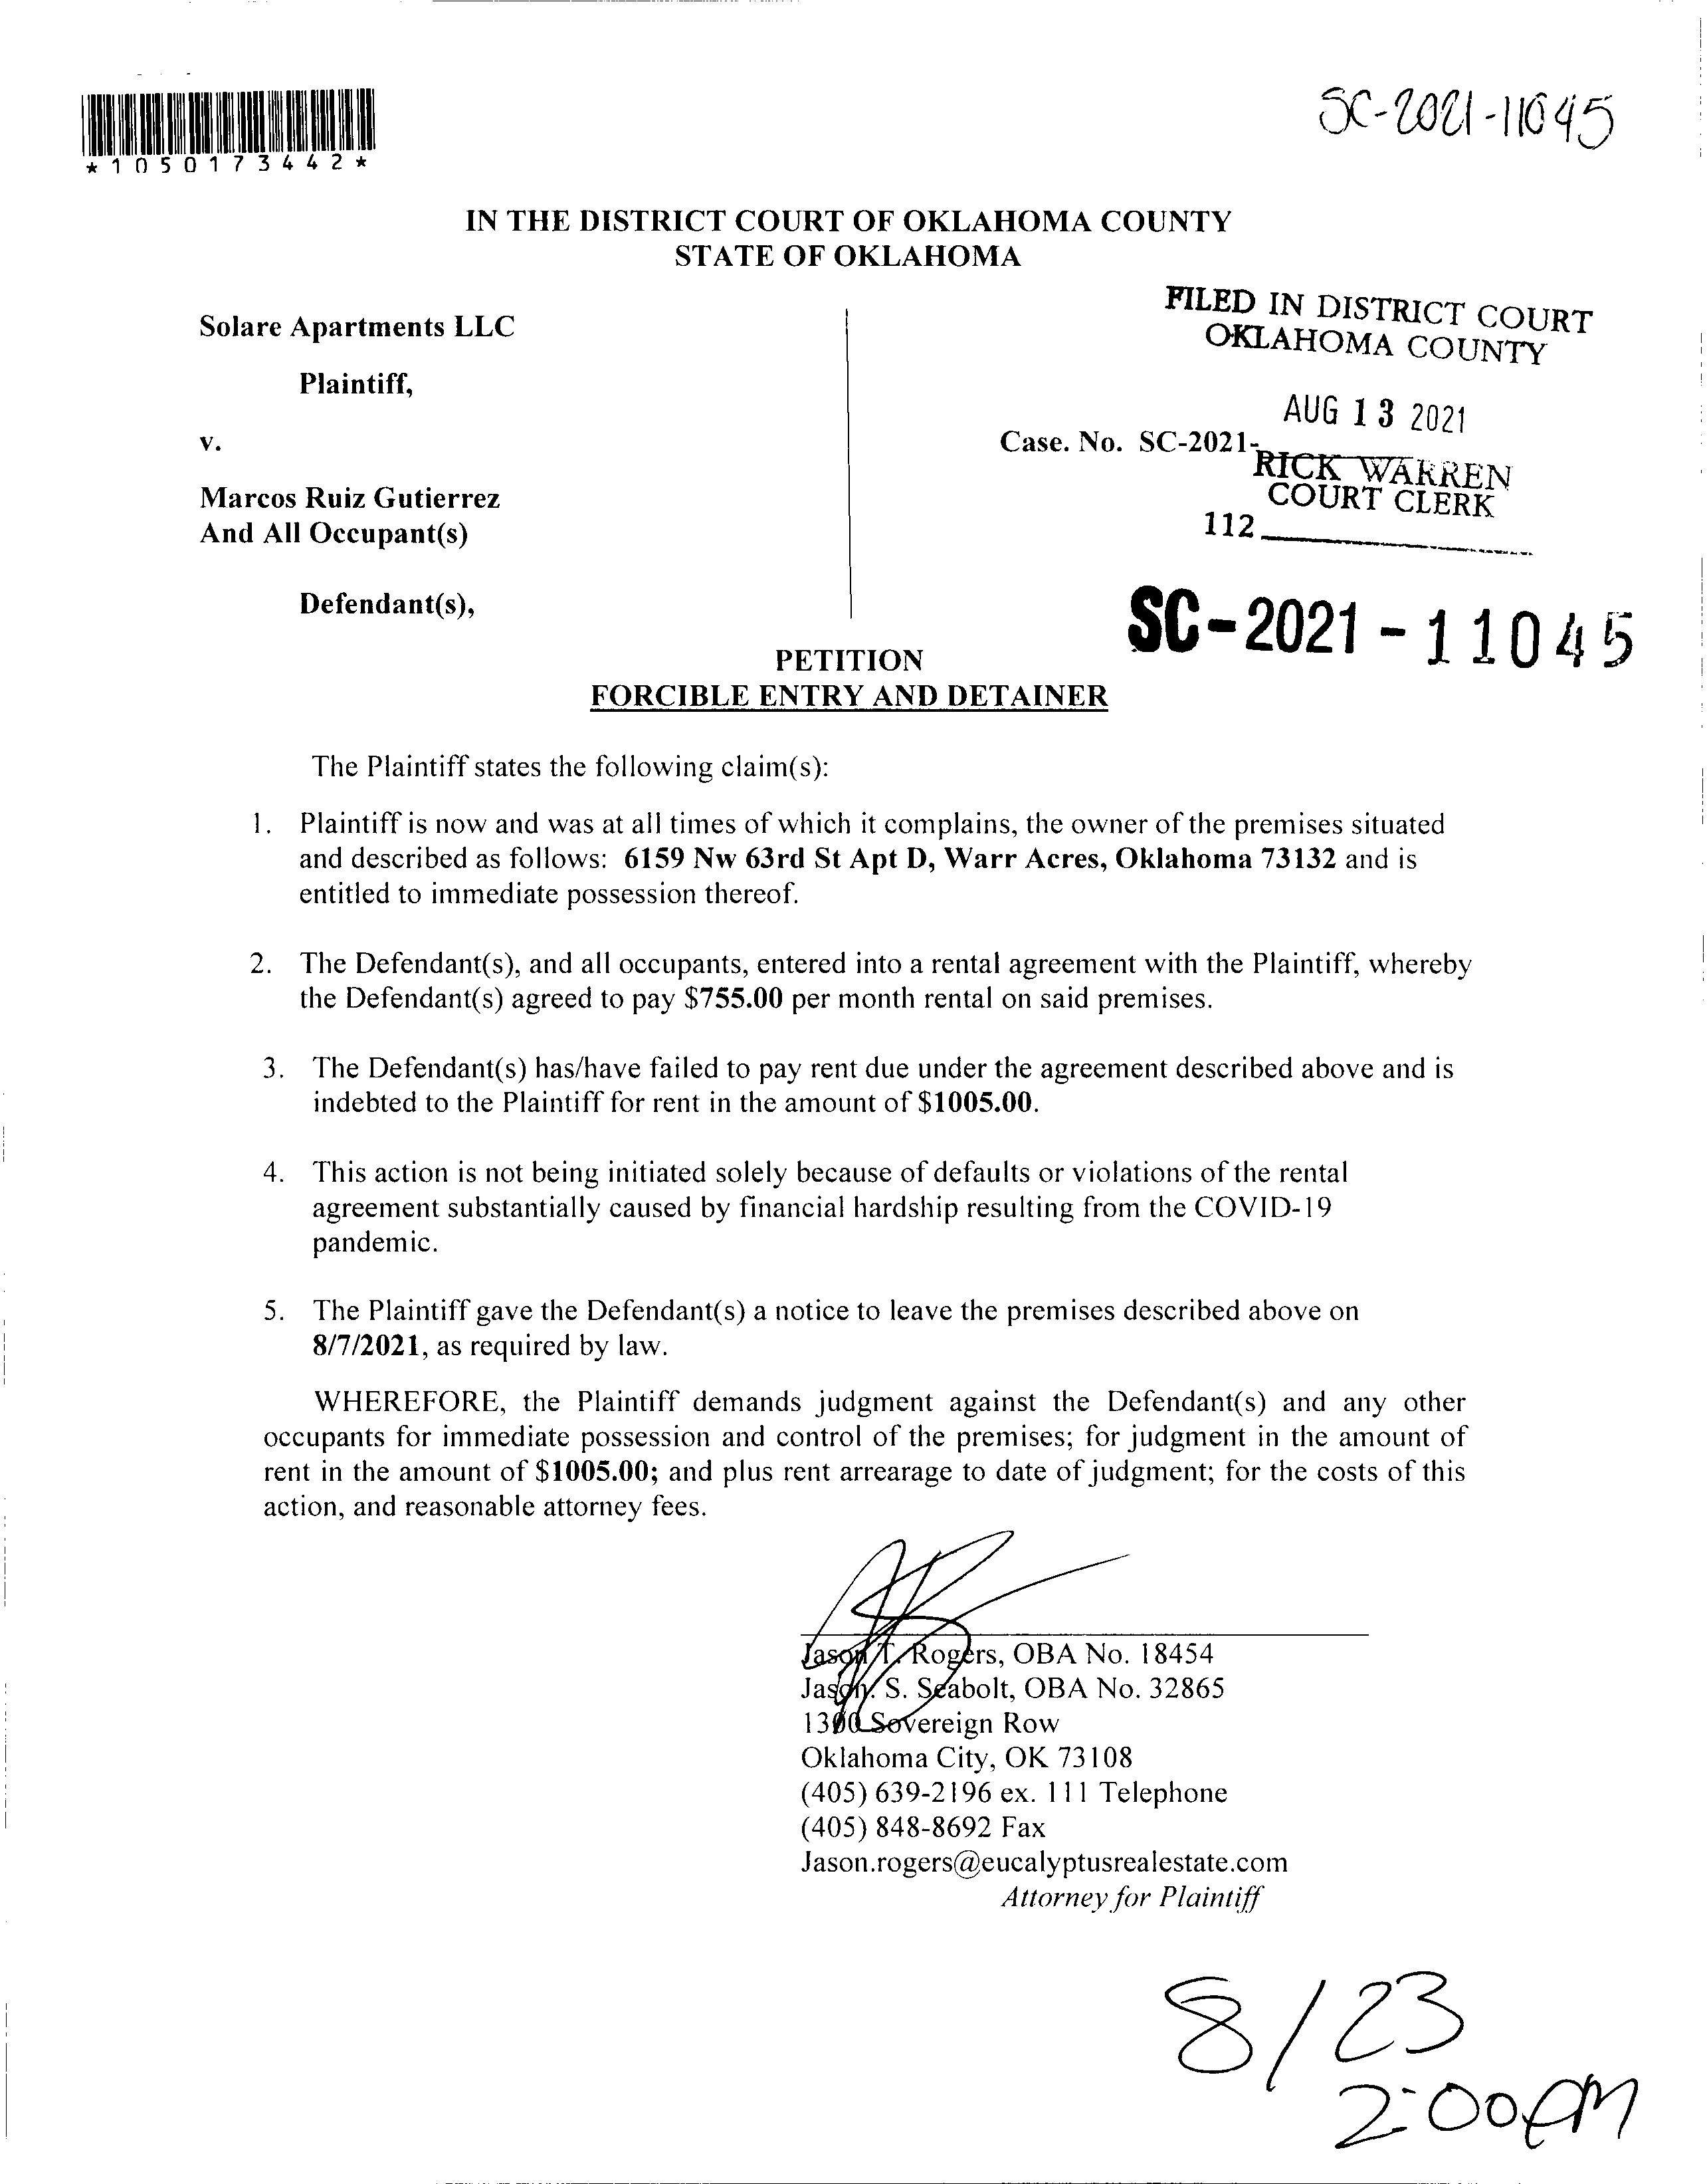 SC-2021-11045
*1050173442*
IN THE DISTRICT COURT OF OKLAHOMA COUNTY
STATE OF OKLAHOMA
FILED IN DISTRICT COURT
OKLAHOMA COUNTY
Solare Apartments LLC
Plaintiff,
AUG 13 2021
v.
Case. No. SC-2021-
RICK WARREN
COURT CLERK
Marcos Ruiz Gutierrez
112
And All Occupant(s)
Defendant(s),
SC-2021-11045
PETITION
FORCIBLE ENTRY AND DETAINER
The Plaintiff states the following claim(s):
1. Plaintiff is now and was at all times of which it complains, the owner of the premises situated
and described as follows: 6159 Nw 63rd St Apt D, Warr Acres, Oklahoma 73132 and is
entitled to immediate possession thereof.
2. The Defendant(s), and all occupants, entered into a rental agreement with the Plaintiff, whereby
the Defendant(s) agreed to pay $755.00 per month rental on said premises.
3. The Defendant(s) has/have failed to pay rent due under the agreement described above and is
indebted to the Plaintiff for rent in the amount of $1005.00.
4. This action is not being initiated solely because of defaults or violations of the rental
agreement substantially caused by financial hardship resulting from the COVID-19
pandemic.
5. The Plaintiff gave the Defendant(s) a notice to leave the premises described above on
8/7/2021, as required by law.
WHEREFORE, the Plaintiff demands judgment against the Defendant(s) and any other
occupants for immediate possession and control of the premises; for judgment in the amount of
rent in the amount of $1005.00; and plus rent arrearage to date of judgment; for the costs of this
action, and reasonable attorney fees.
Jason T. Rogers, OBA No. 18454
Jason. S. Seabolt, OBA No. 32865
1300 Sovereign Row
Oklahoma City, OK 73108
(405) 639-2196 ex. 111 Telephone
(405) 848-8692 Fax
Jason.rogers@eucalyptusrealestate.com
Attorney for Plaintiff
8/23
2:00PM